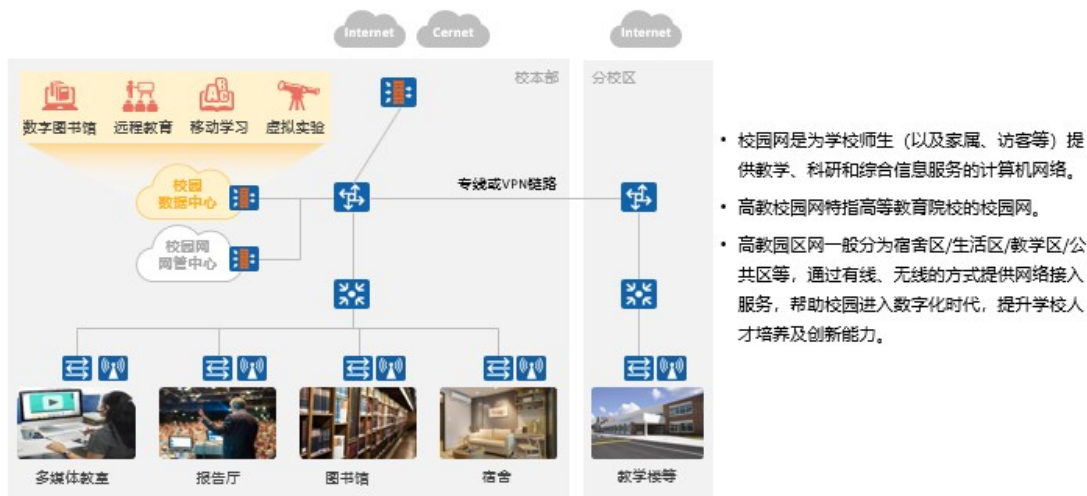 Internet
Cernet
Internet
校本部
分校区
数字图书馆
远程教育
移动学习
虚拟实验
校园
数据中心
专线或VPN链路
校园网
网管中心
多媒体教室
报告厅
图书馆
宿舍
教学楼等
• 校园网是为学校师生（以及家属、访客等）提
供教学、科研和综合信息服务的计算机网络。
• 高教校园网特指高等教育院校的校园网。
• 高教园区网一般分为宿舍区/生活区/教学区/公
共区等，通过有线、无线的方式提供网络接入
服务，帮助校园进入数字化时代，提升学校人
才培养及创新能力。